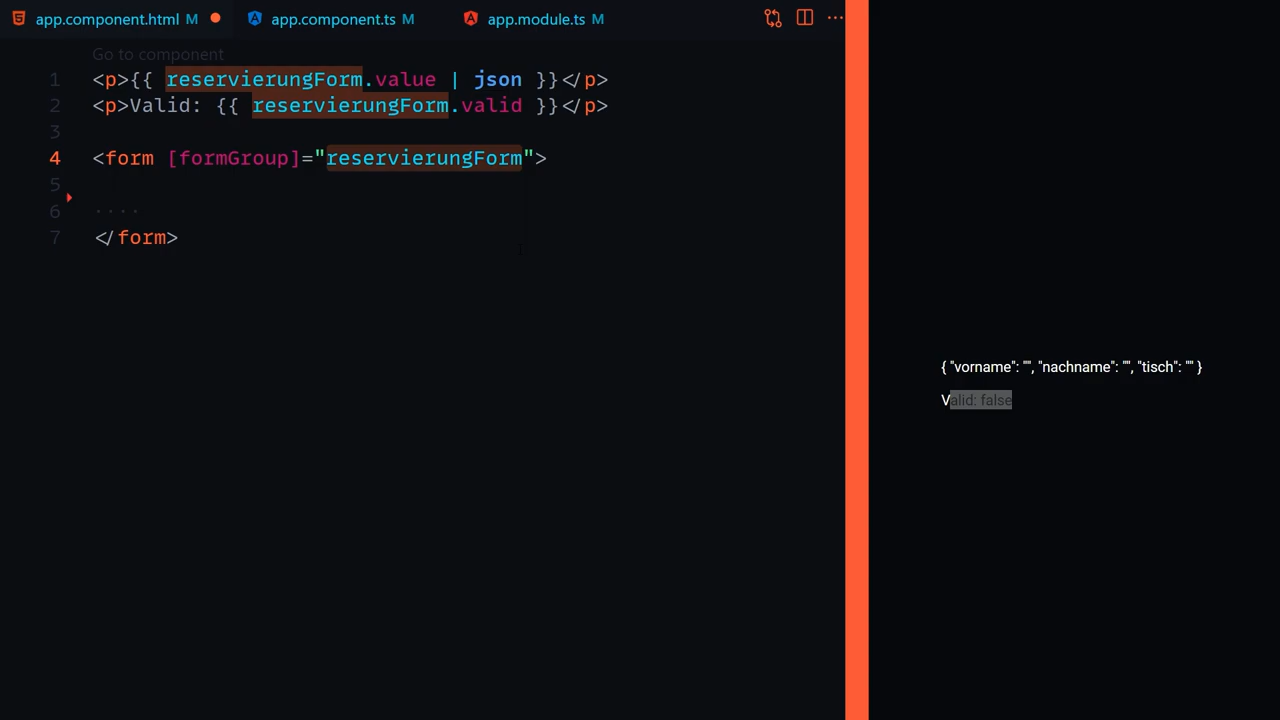 app.component.html M app.component.ts M app.module.ts M
Go to component
1 <p>{{ reservierungForm.value | json }}</p>
2 <p>Valid: {{ reservierungForm.valid }}</p>
3
4 <form [formGroup]="reservierungForm">
5
6 ····
7 </form>
{ "vorname": "", "nachname": "", "tisch": "" }
Valid: false